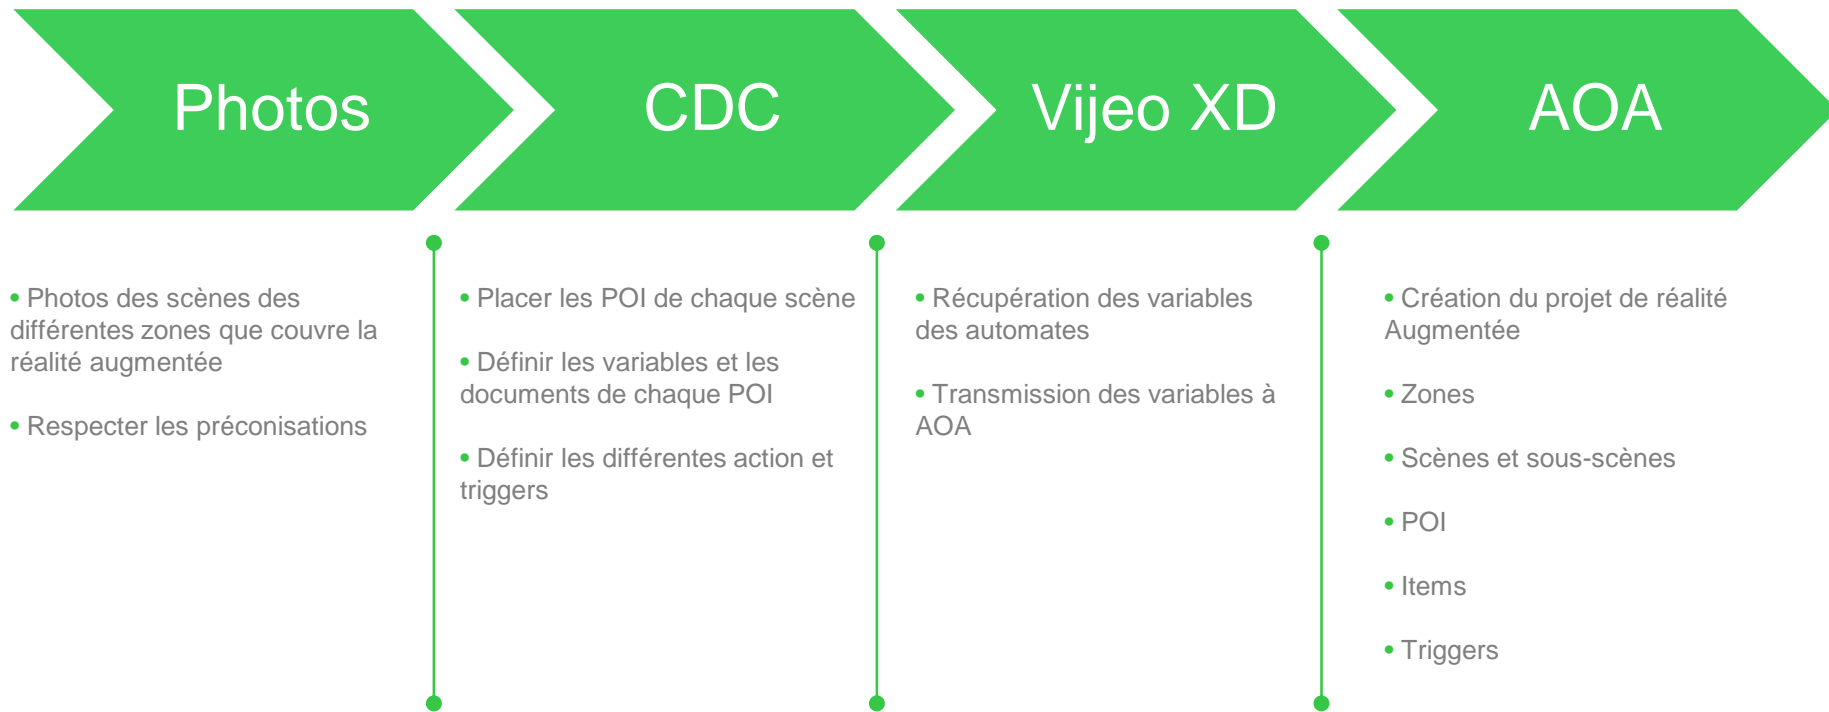 Photos
CDC
Vijeo XD
AOA
• Photos des scènes des
différentes zones que couvre la
réalité augmentée
• Respecter les préconisations
• Placer les POI de chaque scène
• Définir les variables et les
documents de chaque POI
• Définir les différentes action et
triggers
• Récupération des variables
des automates
• Transmission des variables à
AOA
• Création du projet de réalité
Augmentée
• Zones
• Scènes et sous-scènes
• POI
• Items
• Triggers